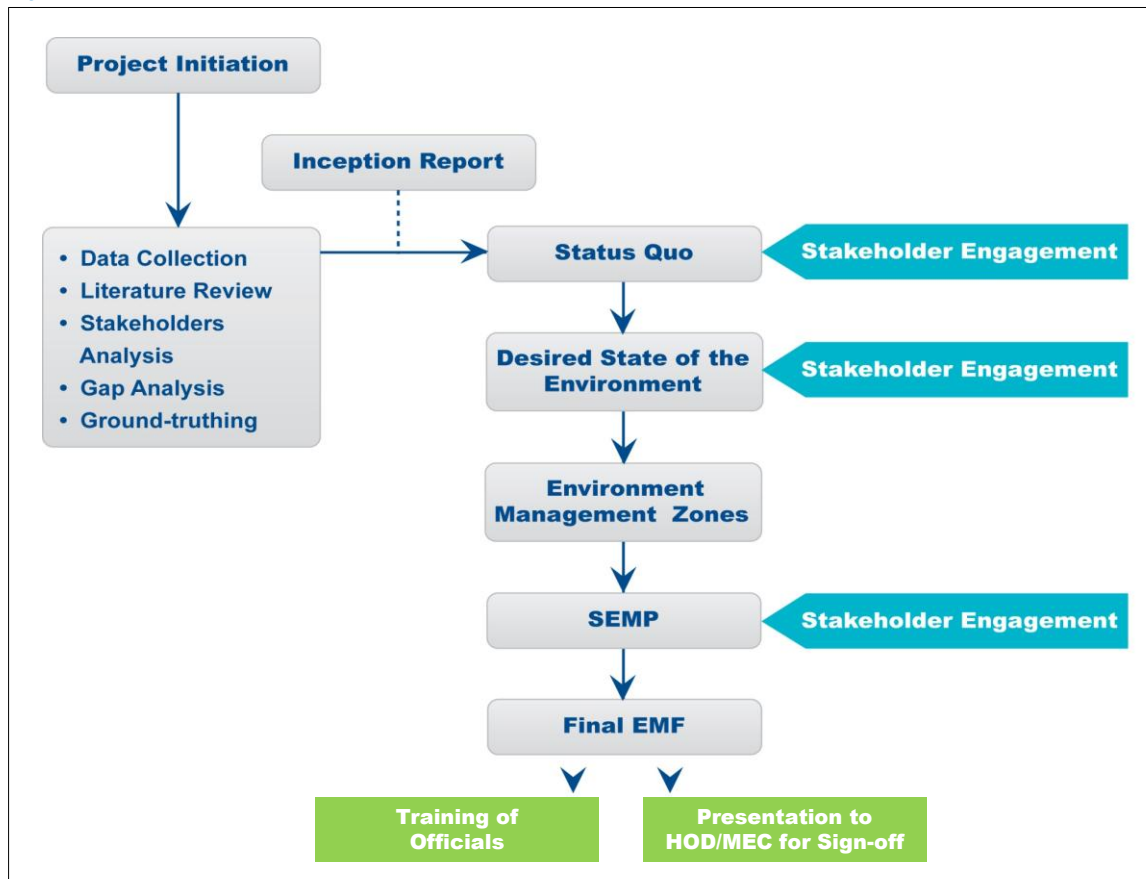 Project Initiation
Inception Report
• Data Collection
• Literature Review
• Stakeholders
Analysis
• Gap Analysis
• Ground-truthing
Status Quo
Stakeholder Engagement
Desired State of the
Environment
Stakeholder Engagement
Environment
Management Zones
SEMP
Stakeholder Engagement
Final EMF
Training of
Officials
Presentation to
HOD/MEC for Sign-off